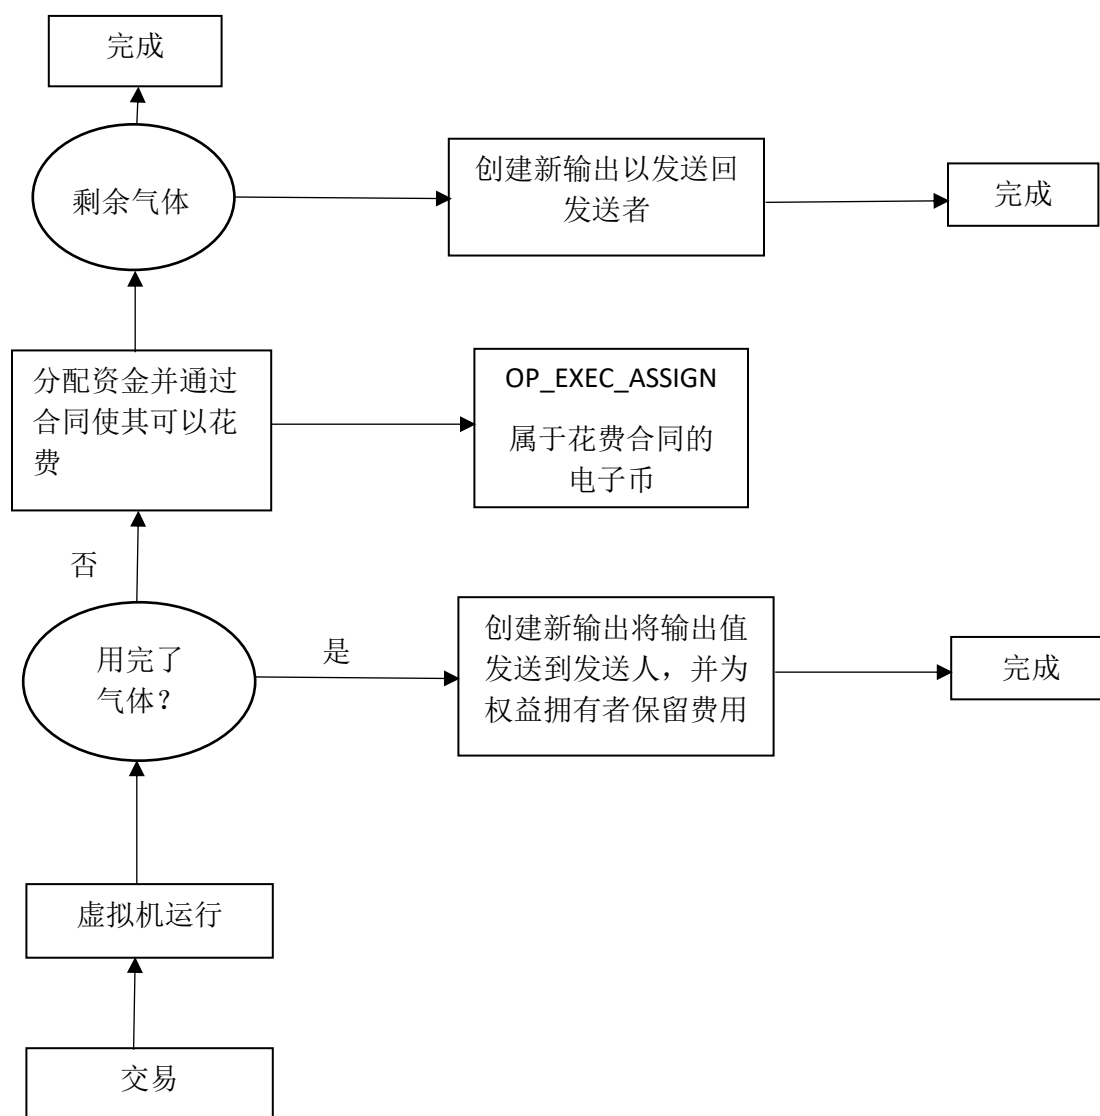 完成
剩余气体
创建新输出以发送回
发送者
完成
分配资金并通过
合同使其可以花
费
OP_EXEC_ASSIGN
属于花费合同的
电子币
否
用完了
气体？
是
创建新输出将输出值
发送到发送人，并为
权益拥有者保留费用
完成
虚拟机运行
交易